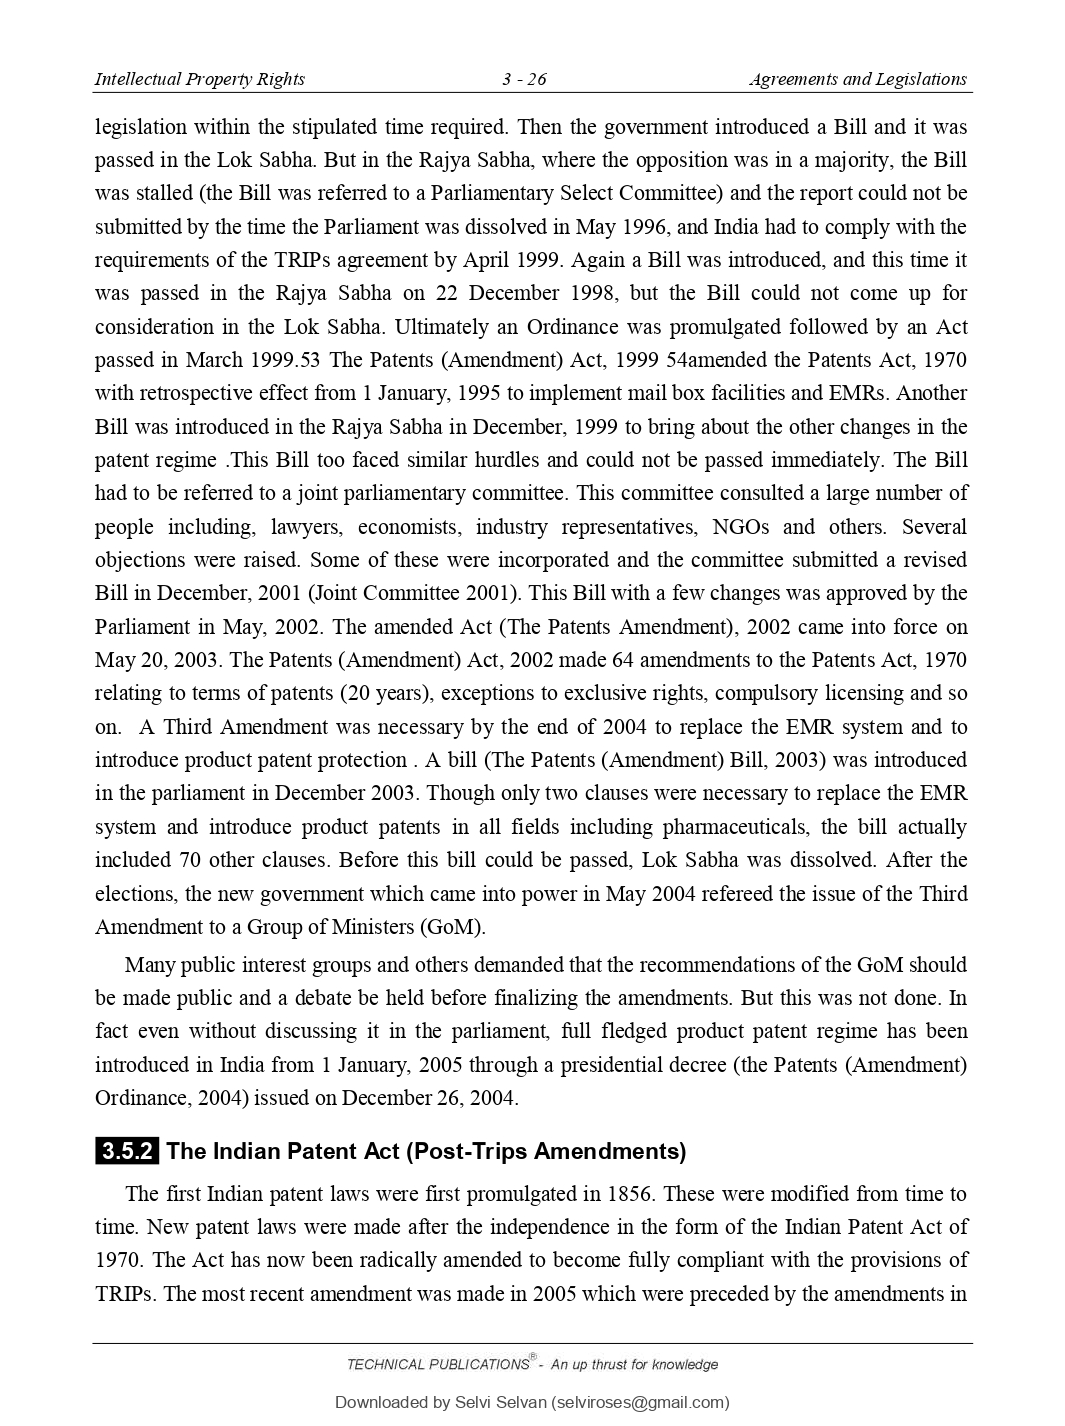 Intellectual Property Rights 3 - 26 Agreements and Legislations
legislation within the stipulated time required. Then the government introduced a Bill and it was
passed in the Lok Sabha. But in the Rajya Sabha, where the opposition was in a majority, the Bill
was stalled (the Bill was referred to a Parliamentary Select Committee) and the report could not be
submitted by the time the Parliament was dissolved in May 1996, and India had to comply with the
requirements of the TRIPs agreement by April 1999. Again a Bill was introduced, and this time it
was passed in the Rajya Sabha on 22 December 1998, but the Bill could not come up for
consideration in the Lok Sabha. Ultimately an Ordinance was promulgated followed by an Act
passed in March 1999.53 The Patents (Amendment) Act, 1999 54amended the Patents Act, 1970
with retrospective effect from 1 January, 1995 to implement mail box facilities and EMRs. Another
Bill was introduced in the Rajya Sabha in December, 1999 to bring about the other changes in the
patent regime .This Bill too faced similar hurdles and could not be passed immediately. The Bill
had to be referred to a joint parliamentary committee. This committee consulted a large number of
people including, lawyers, economists, industry representatives, NGOs and others. Several
objections were raised. Some of these were incorporated and the committee submitted a revised
Bill in December, 2001 (Joint Committee 2001). This Bill with a few changes was approved by the
Parliament in May, 2002. The amended Act (The Patents Amendment), 2002 came into force on
May 20, 2003. The Patents (Amendment) Act, 2002 made 64 amendments to the Patents Act, 1970
relating to terms of patents (20 years), exceptions to exclusive rights, compulsory licensing and so
on. A Third Amendment was necessary by the end of 2004 to replace the EMR system and to
introduce product patent protection . A bill (The Patents (Amendment) Bill, 2003) was introduced
in the parliament in December 2003. Though only two clauses were necessary to replace the EMR
system and introduce product patents in all fields including pharmaceuticals, the bill actually
included 70 other clauses. Before this bill could be passed, Lok Sabha was dissolved. After the
elections, the new government which came into power in May 2004 refereed the issue of the Third
Amendment to a Group of Ministers (GoM).
Many public interest groups and others demanded that the recommendations of the GoM should
be made public and a debate be held before finalizing the amendments. But this was not done. In
fact even without discussing it in the parliament, full fledged product patent regime has been
introduced in India from 1 January, 2005 through a presidential decree (the Patents (Amendment)
Ordinance, 2004) issued on December 26, 2004.
3.5.2 The Indian Patent Act (Post-Trips Amendments)
The first Indian patent laws were first promulgated in 1856. These were modified from time to
time. New patent laws were made after the independence in the form of the Indian Patent Act of
1970. The Act has now been radically amended to become fully compliant with the provisions of
TRIPs. The most recent amendment was made in 2005 which were preceded by the amendments in
TECHNICAL PUBLICATIONS® - An up thrust for knowledge
Downloaded by Selvi Selvan (selviroses@gmail.com)